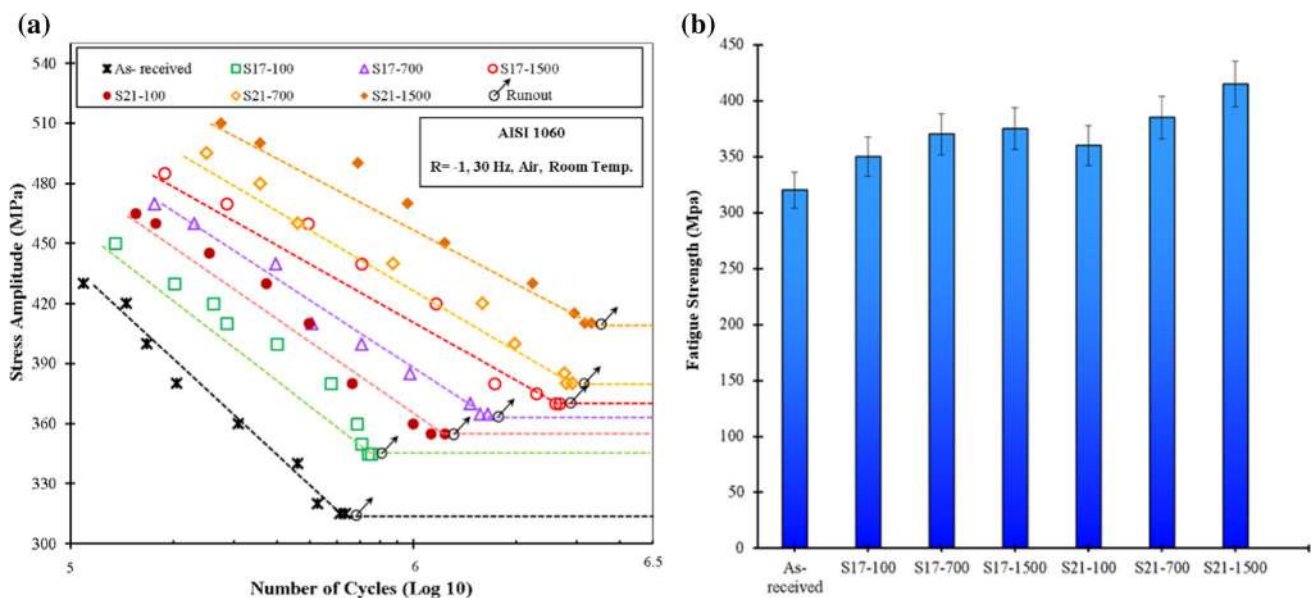 (a)
540
510
480
450
420
390
360
330
300
Stress Amplitude (MPa)
As- received S17-100 S17-700 S17-1500
S21-100 S21-700 S21-1500 Runout
AISI 1060
R= -1, 30 Hz, Air, Room Temp.
5 6 6.5
Number of Cycles (Log 10)
(b)
450
400
350
300
250
200
150
100
50
0
Fatigue Strength (Mpa)
As- S17-100 S17-700 S17-1500 S21-100 S21-700 S21-1500
received